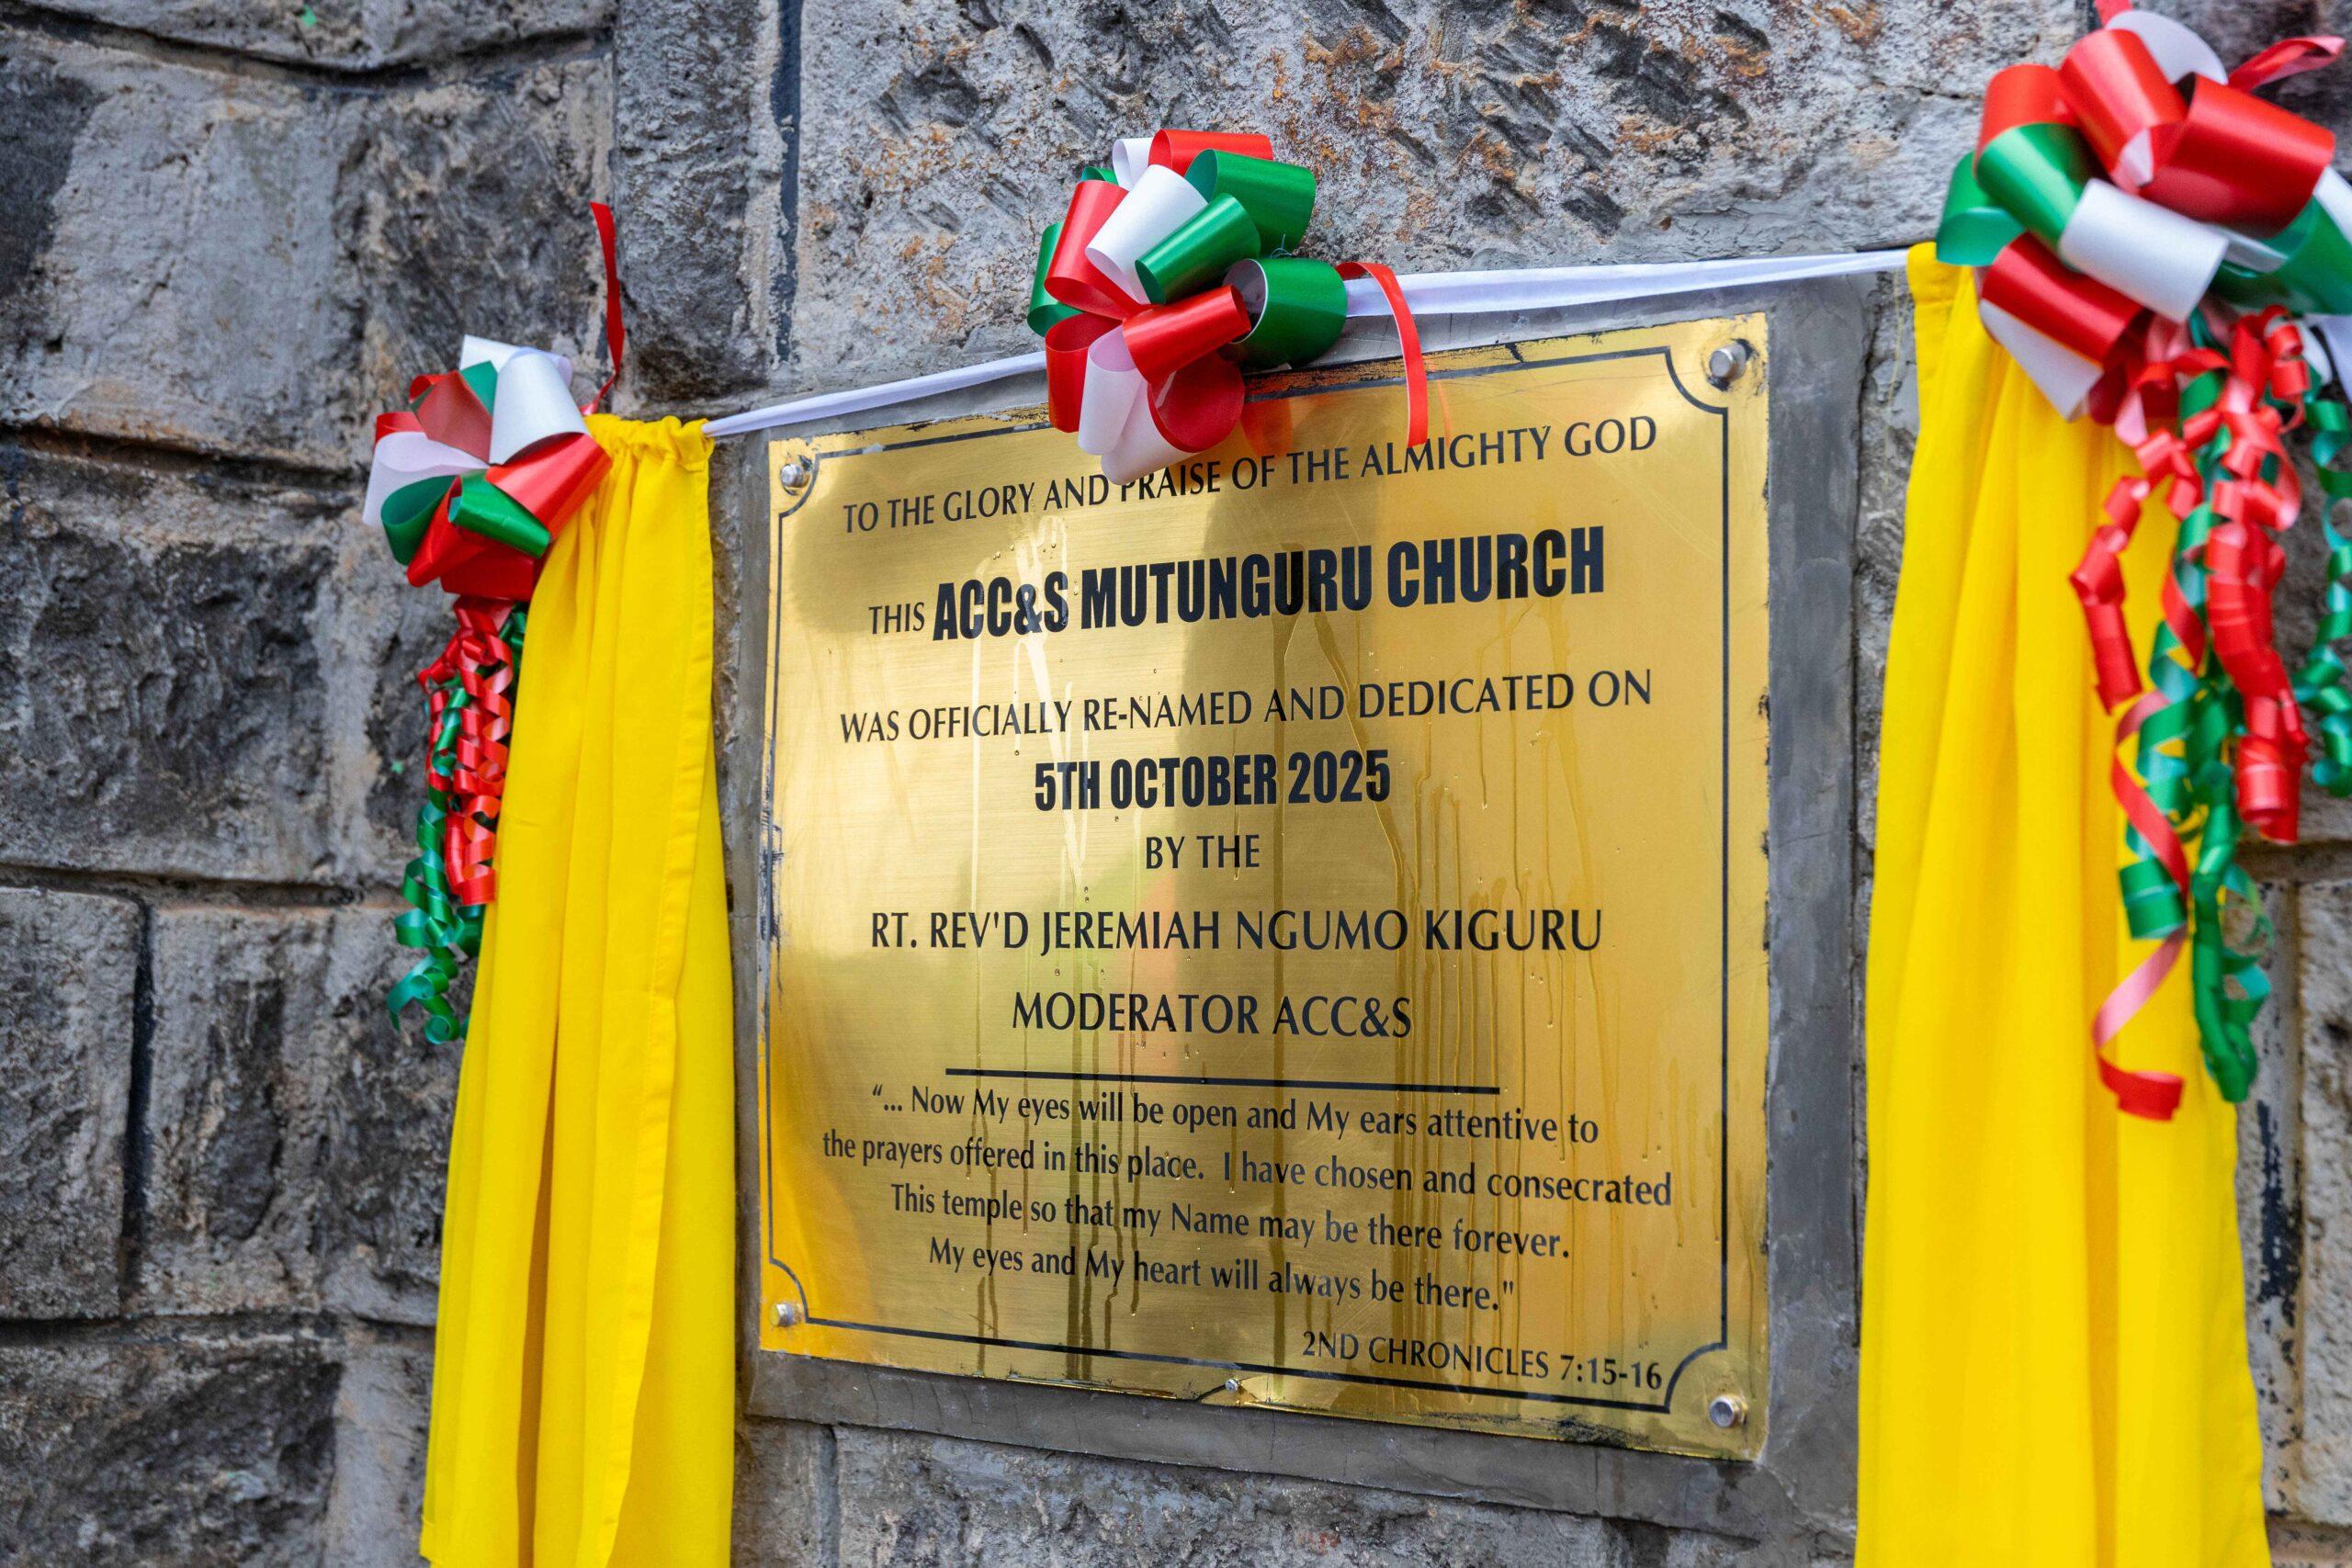 TO THE GLORY AND PRAISE OF THE ALMIGHTY GOD
THIS ACC&S MUTUNGURU CHURCH
WAS OFFICIALLY RE-NAMED AND DEDICATED ON
5TH OCTOBER 2025
BY THE
RT. REV'D JEREMIAH NGUMO KIGURU
MODERATOR ACC&S
“... Now My eyes will be open and My ears attentive to
the prayers offered in this place. I have chosen and consecrated
This temple so that my Name may be there forever.
My eyes and My heart will always be there."
2ND CHRONICLES 7:15-16